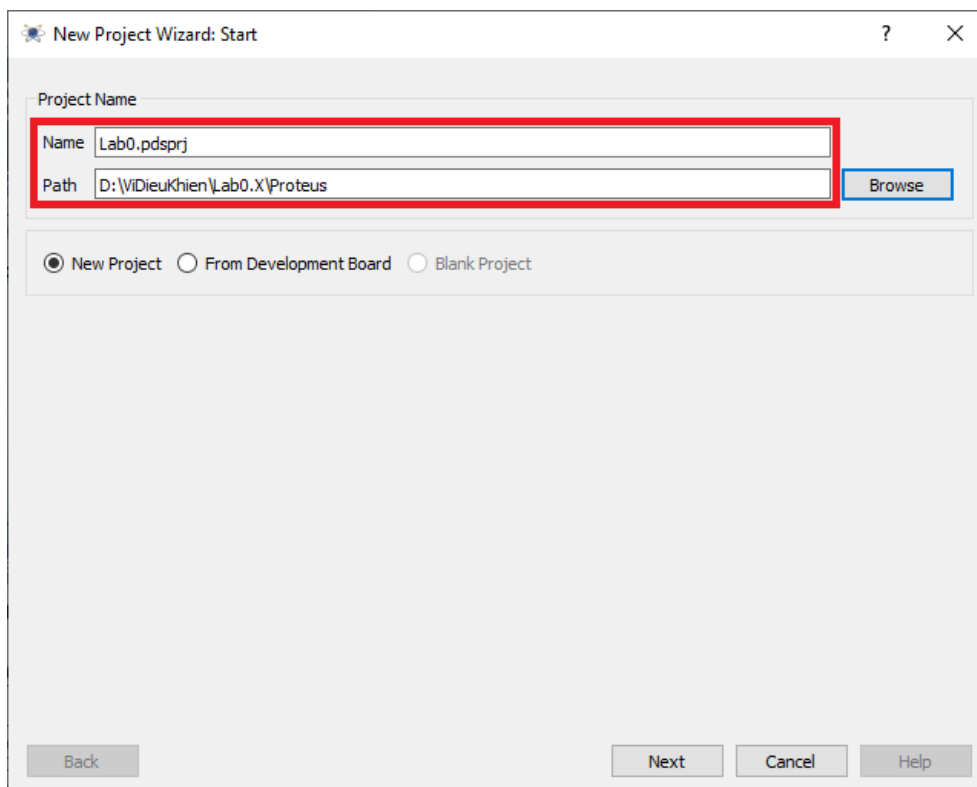 New Project Wizard: Start ?
Project Name
Name Lab0.pdsprj
Path D:\ViDieuKhien\Lab0.X\Proteus Browse
New Project From Development Board Blank Project
Back Next Cancel Help